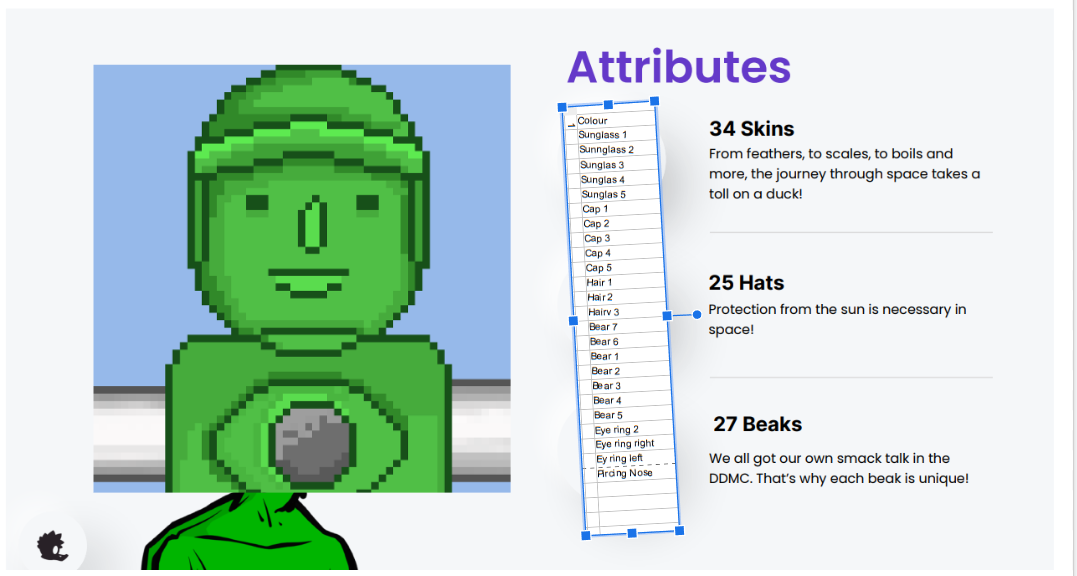 Attributes
Colour
Sunglass 1
Sunnglass 2
Sunglas 3
Sunglas 4
Sunglas 5
Cap 1
Cap 2
Cap 3
Cap 4
Cap 5
Hair 1
Hair 2
Hairv 3
Bear 7
Bear 6
Bear 1
Bear 2
Bear 3
Bear 4
Bear 5
Eye ring 2
Eye ring right
Ey ring left
Pircing Nose
34 Skins
From feathers, to scales, to boils and
more, the journey through space takes a
toll on a duck!
25 Hats
Protection from the sun is necessary in
space!
27 Beaks
We all got our own smack talk in the
DDMC. That’s why each beak is unique!